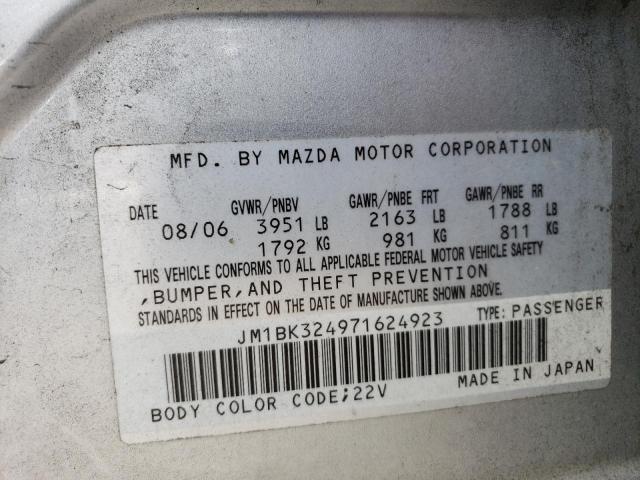 MFD. BY MAZDA MOTOR CORPORATION
DATE GVWR/PNBV GAWR/PNBE FRT GAWR/PNBE RR
08/06 3951 LB 2163 LB 1788 LB
1792 KG 981 KG 811 KG
THIS VEHICLE CONFORMS TO ALL APPLICABLE FEDERAL MOTOR VEHICLE SAFETY
,BUMPER,AND THEFT PREVENTION
STANDARDS IN EFFECT ON THE DATE OF MANUFACTURE SHOWN ABOVE.
JM1BK324971624923 TYPE: PASSENGER
BODY COLOR CODE;22V MADE IN JAPAN